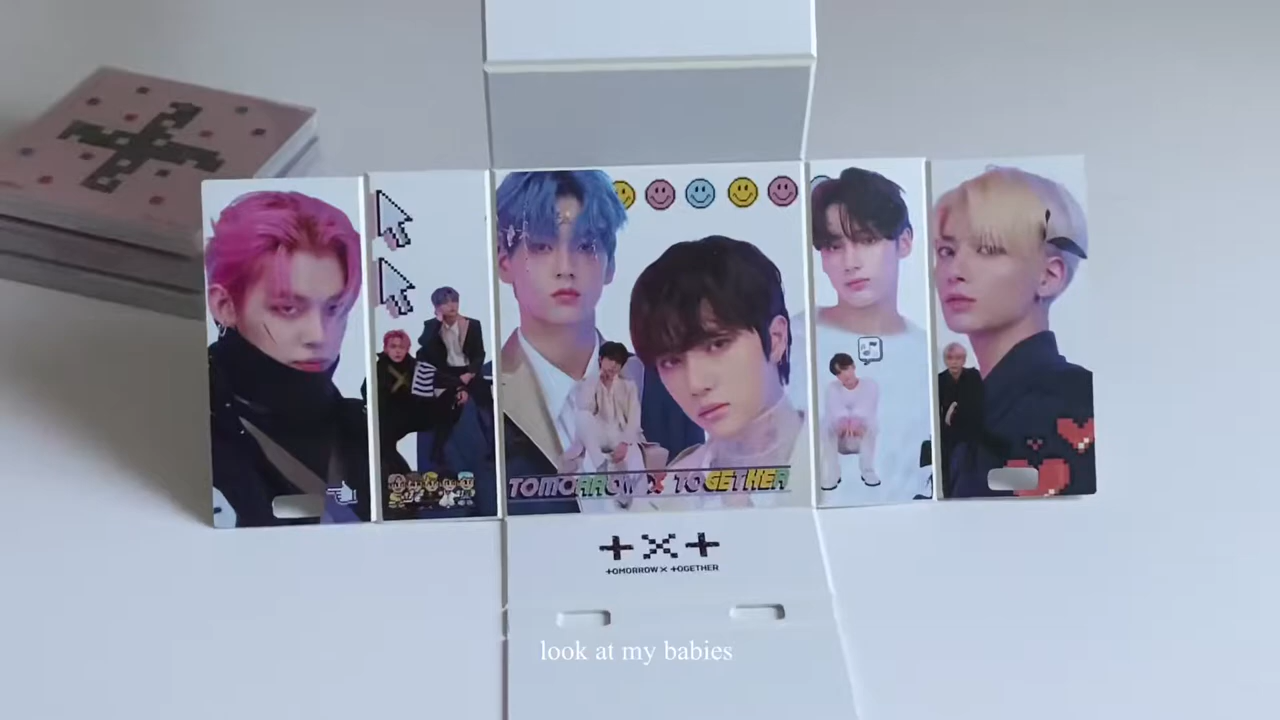 TOMORROW X TOGETHER
+×+
+OMORROW × +OGETHER
look at my babies